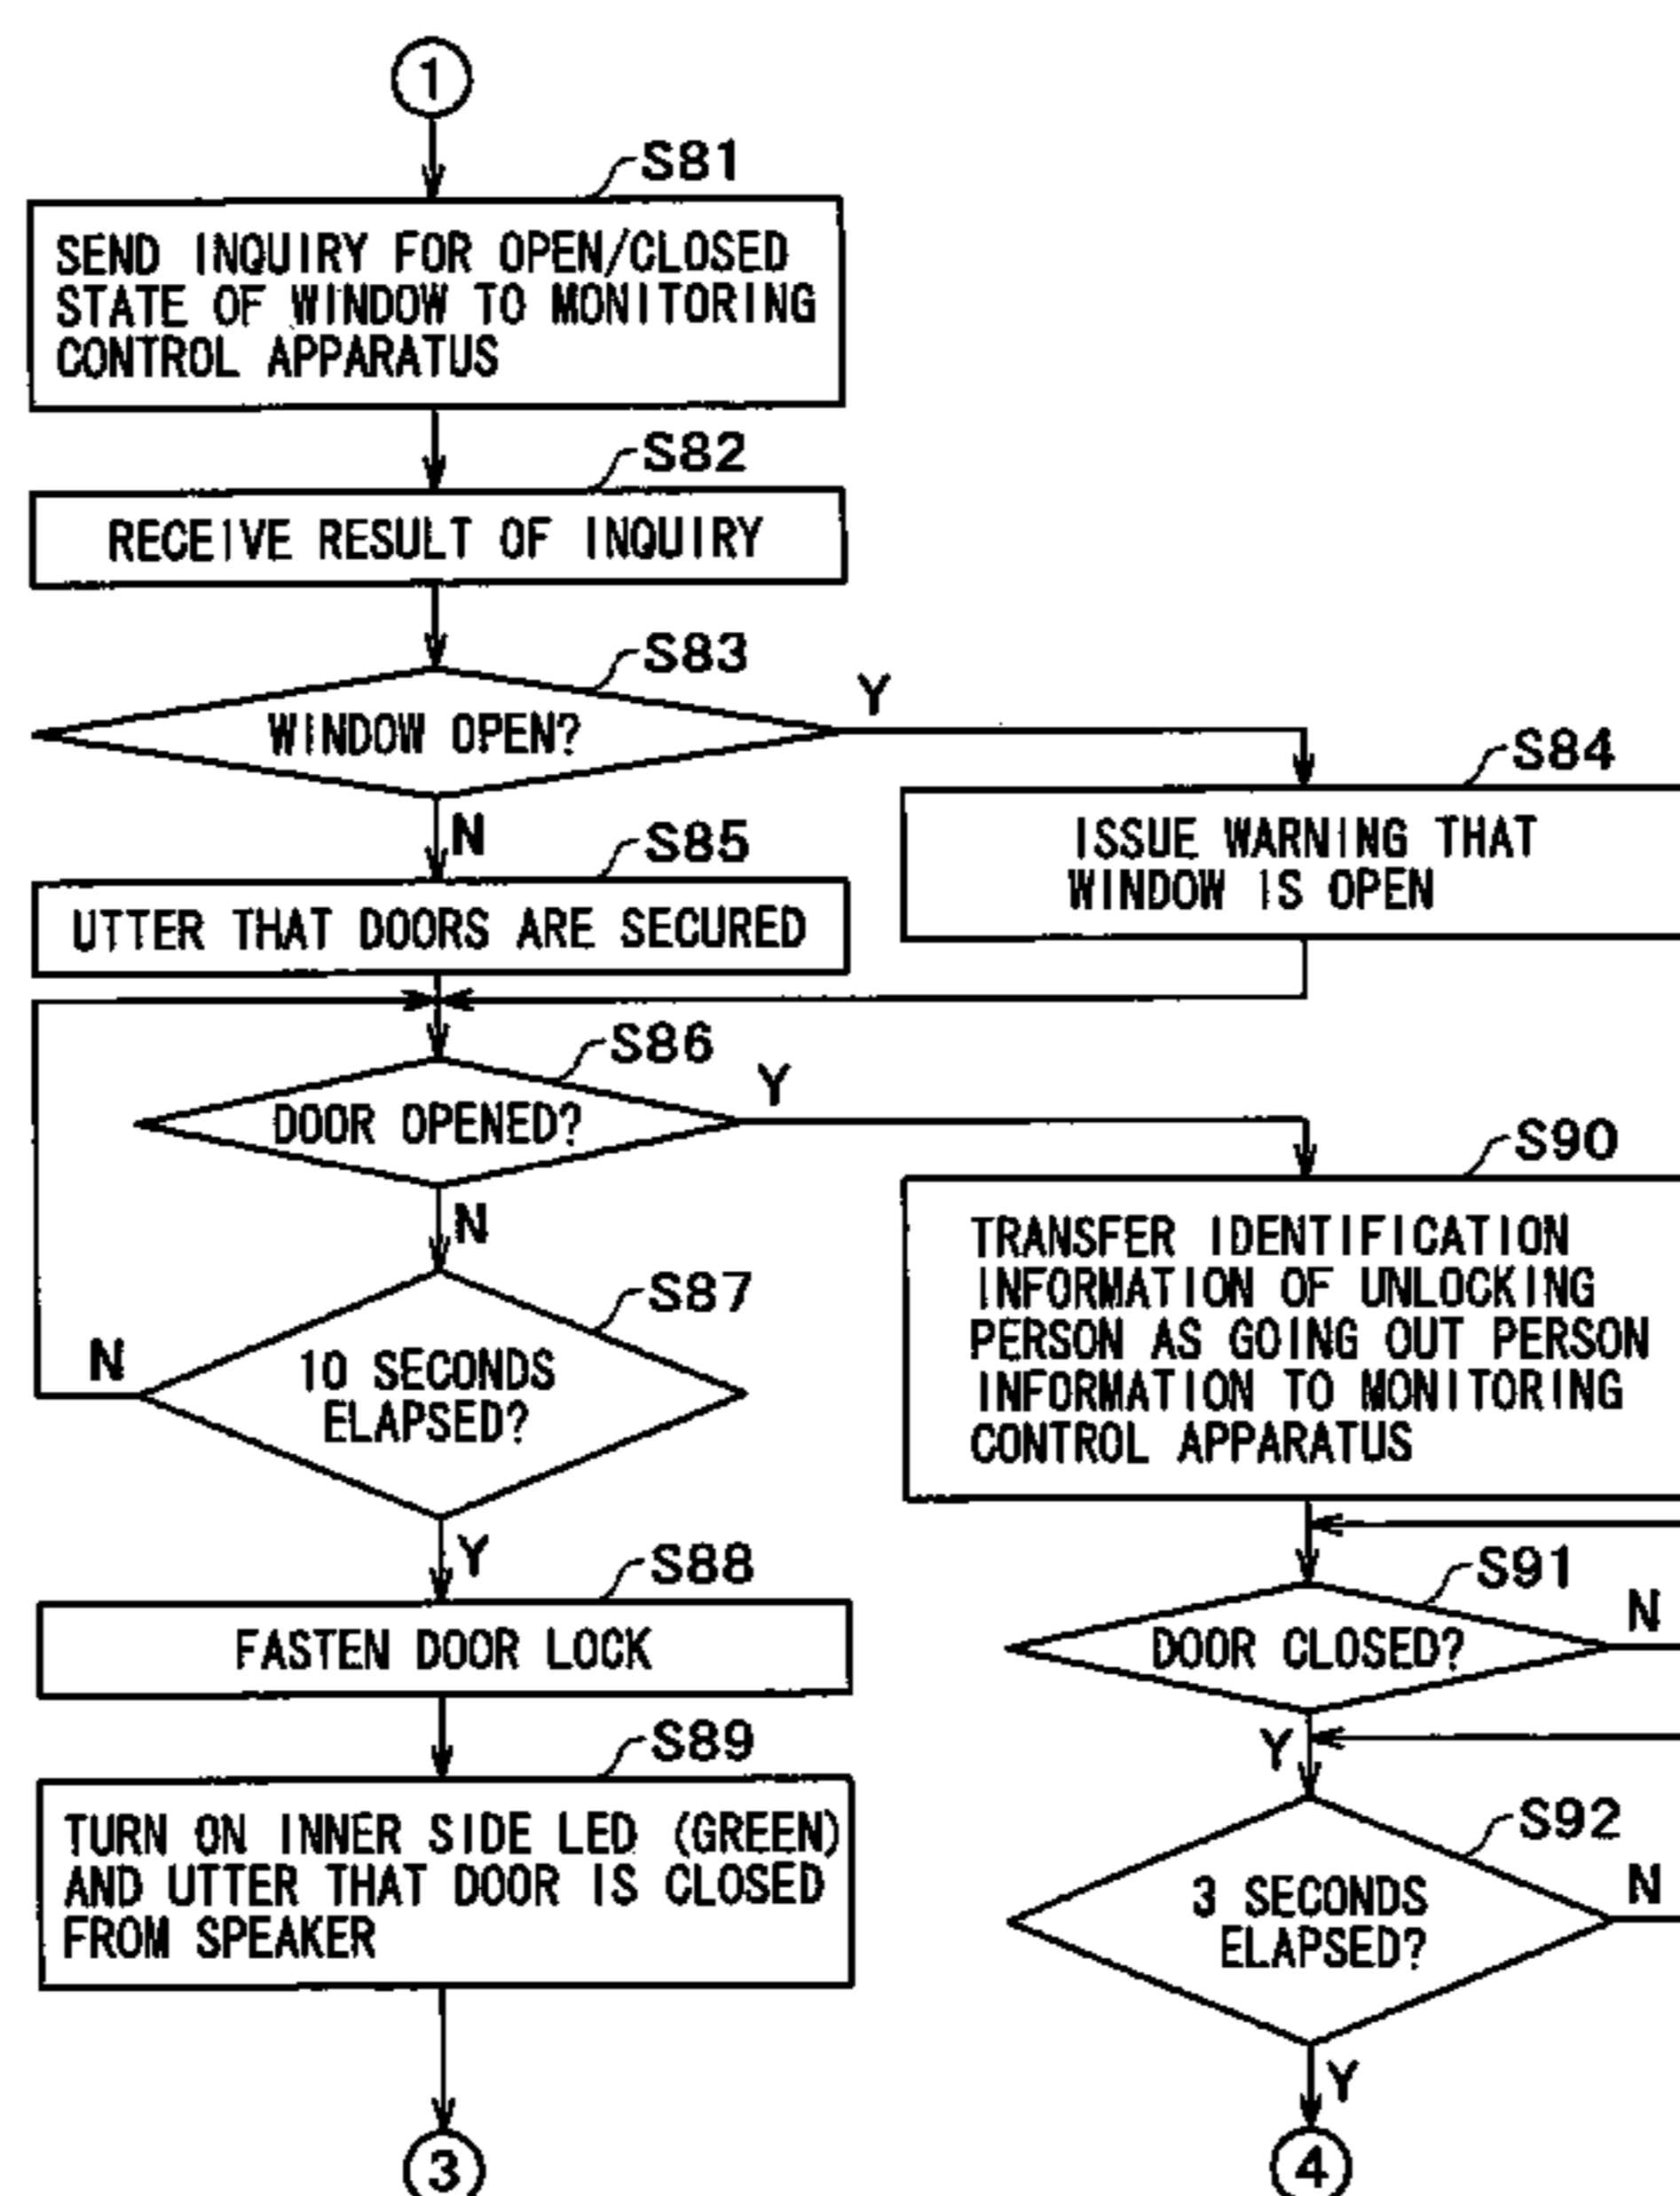 1
S81
SEND INQUIRY FOR OPEN/CLOSED
STATE OF WINDOW TO MONITORING
CONTROL APPARATUS
S82
RECEIVE RESULT OF INQUIRY
S83
WINDOW OPEN?
Y
N
S84
ISSUE WARNING THAT
WINDOW IS OPEN
S85
UTTER THAT DOORS ARE SECURED
S86
DOOR OPENED?
Y
N
S87
10 SECONDS
ELAPSED?
N
Y
S88
FASTEN DOOR LOCK
S89
TURN ON INNER SIDE LED (GREEN)
AND UTTER THAT DOOR IS CLOSED
FROM SPEAKER
3
S90
TRANSFER IDENTIFICATION
INFORMATION OF UNLOCKING
PERSON AS GOING OUT PERSON
INFORMATION TO MONITORING
CONTROL APPARATUS
S91
DOOR CLOSED?
N
Y
S92
3 SECONDS
ELAPSED?
N
Y
4